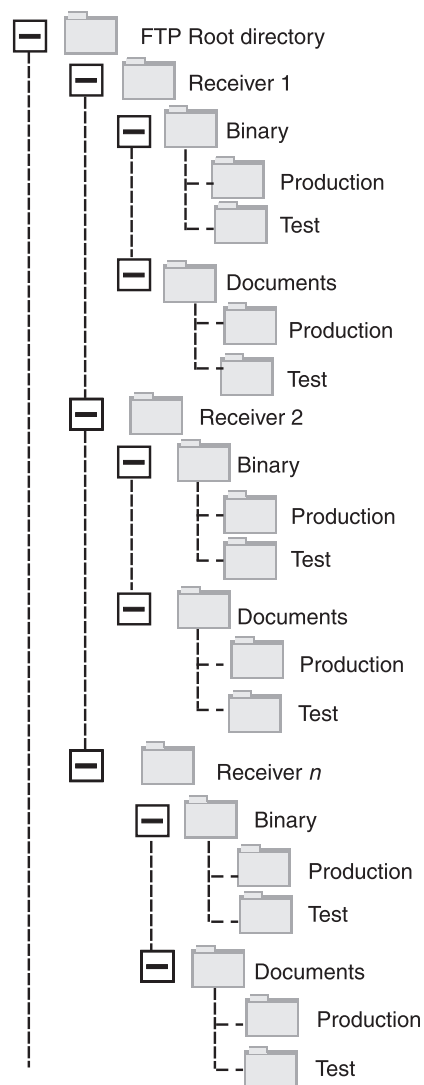 FTP Root directory
Receiver 1
Binary
Production
Test
Documents
Production
Test
Receiver 2
Binary
Production
Test
Documents
Production
Test
Receiver n
Binary
Production
Test
Documents
Production
Test